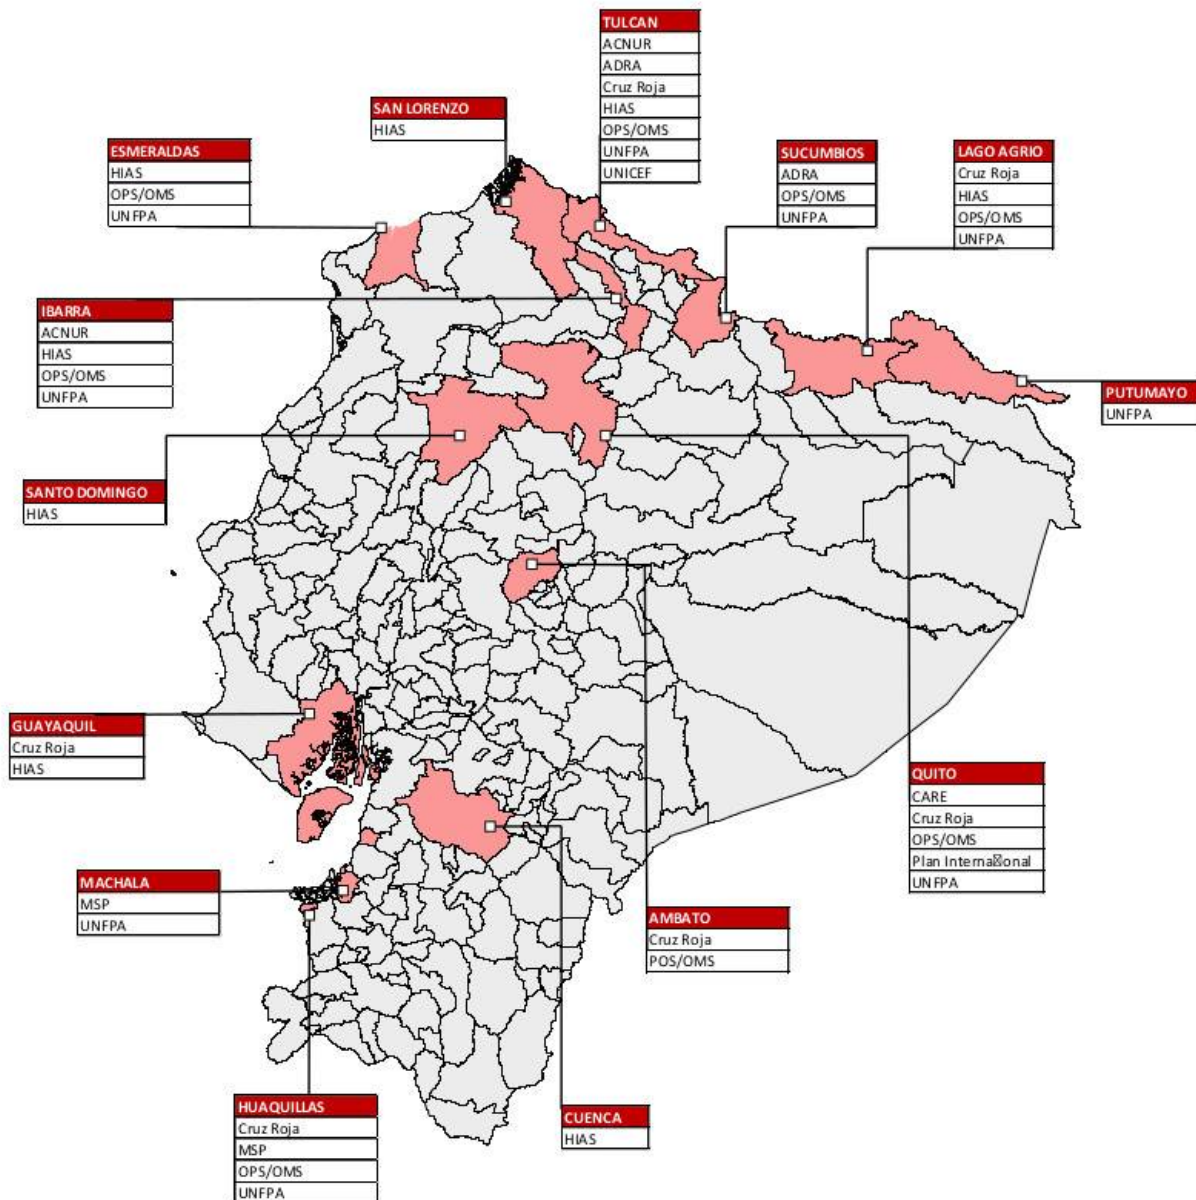 TULCAN
ACNUR
ADRA
Cruz Roja
HIAS
OPS/OMS
UNFPA
UNICEF
SAN LORENZO
HIAS
ESMERALDAS
HIAS
OPS/OMS
UNFPA
SUCUMBIOS
ADRA
OPS/OMS
UNFPA
LAGO AGRIO
Cruz Roja
HIAS
OPS/OMS
UNFPA
IBARRA
ACNUR
HIAS
OPS/OMS
UNFPA
PUTUMAYO
UNFPA
SANTO DOMINGO
HIAS
GUAYAQUIL
Cruz Roja
HIAS
QUITO
CARE
Cruz Roja
OPS/OMS
Plan Interna☒onal
UNFPA
MACHALA
MSP
UNFPA
AMBATO
Cruz Roja
POS/OMS
HUAQUILLAS
Cruz Roja
MSP
OPS/OMS
UNFPA
CUENCA
HIAS